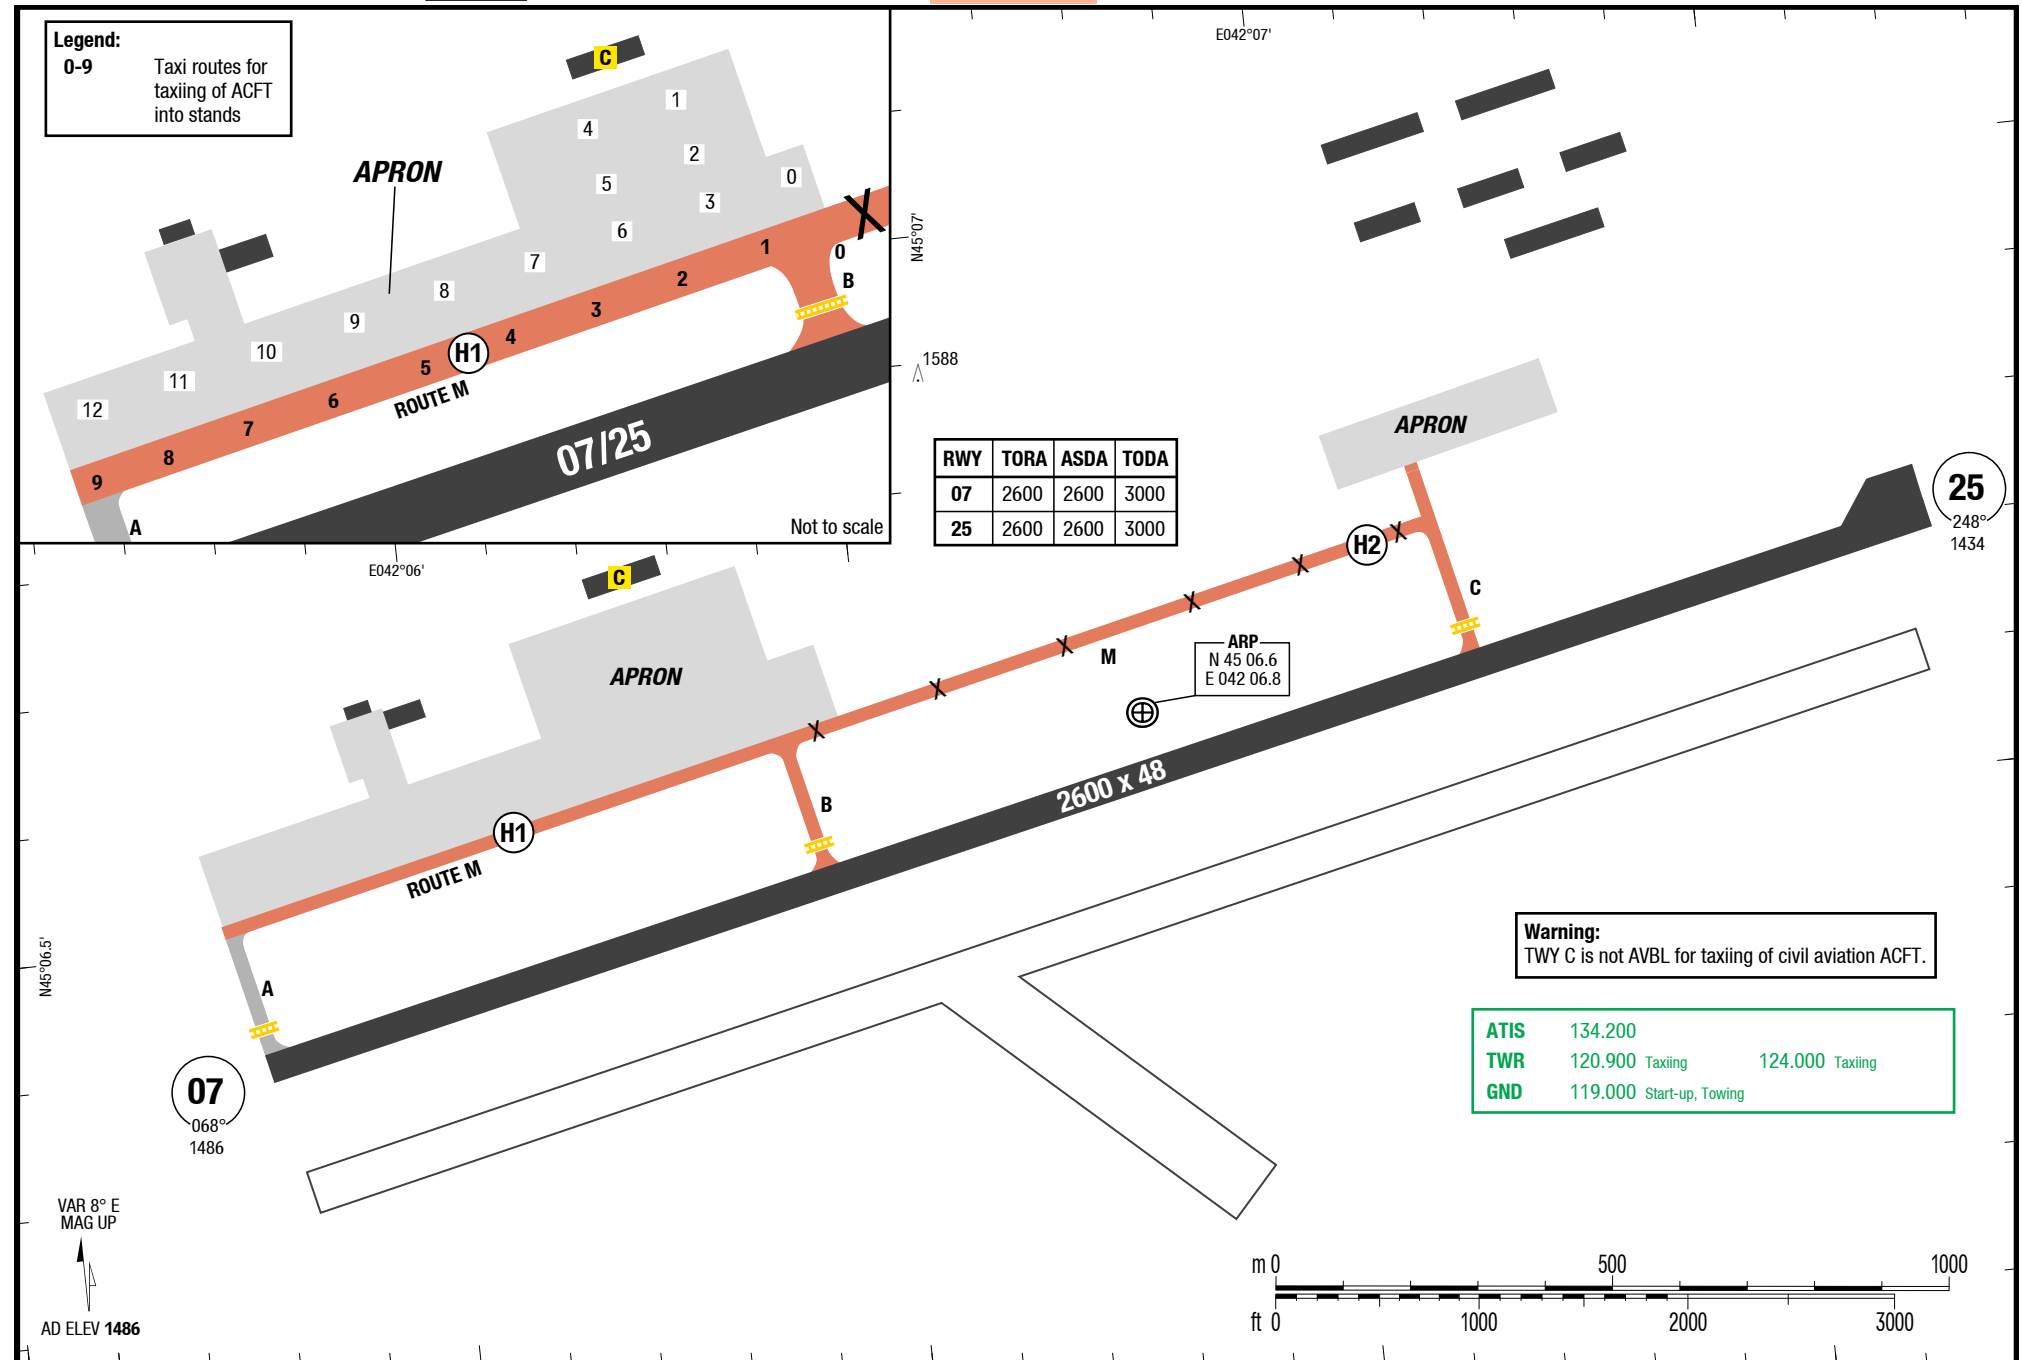 Legend:
0-9 Taxi routes for
taxiing of ACFT
into stands
C
APRON
1
4
2
5
0
3
6
7
8
9
10
11
12
1
0
2
B
3
4
H1
5
6
ROUTE M
7
8
9
A
07/25
Not to scale
E042°07'
N45°07'
1588
RWY TORA ASDA TODA
07 2600 2600 3000
25 2600 2600 3000
APRON
25
248°
1434
H2
C
E042°06'
C
APRON
M
ARP
N 45 06.6
E 042 06.8
2600 x 48
B
H1
ROUTE M
A
N45°06.5'
07
068°
1486
Warning:
TWY C is not AVBL for taxiing of civil aviation ACFT.
ATIS 134.200
TWR 120.900 Taxiing 124.000 Taxiing
GND 119.000 Start-up, Towing
VAR 8° E
MAG UP
AD ELEV 1486
m 0 500 1000
ft 0 1000 2000 3000